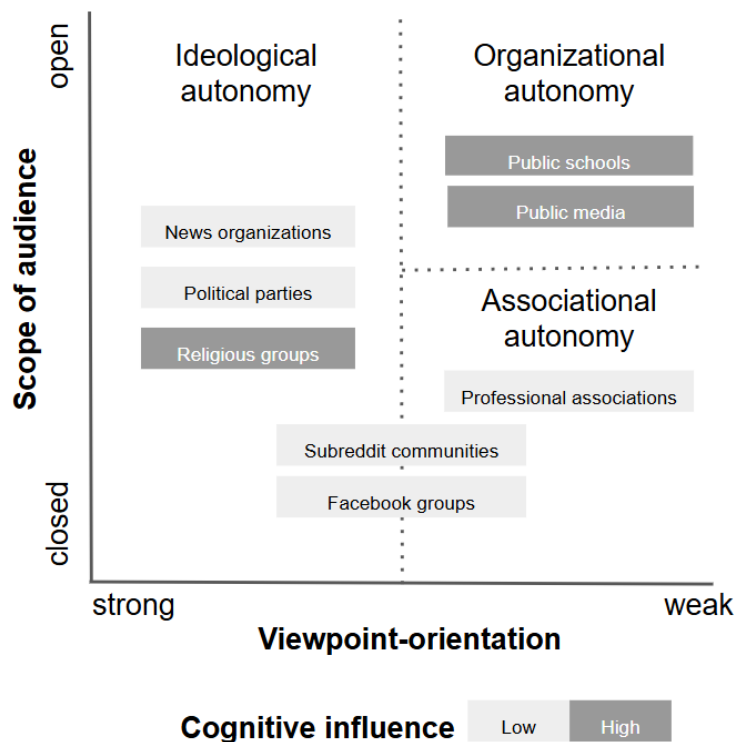 open
Scope of audience
closed
Ideological
autonomy
Organizational
autonomy
Public schools
Public media
News organizations
Political parties
Religious groups
Associational
autonomy
Professional associations
Subreddit communities
Facebook groups
strong
weak
Viewpoint-orientation
Cognitive influence
Low
High